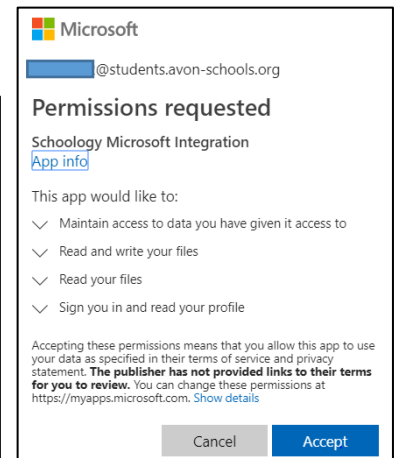 Microsoft
@students.avon-schools.org
Permissions requested
Schoology Microsoft Integration
App info
This app would like to:
Maintain access to data you have given it access to
Read and write your files
Read your files
Sign you in and read your profile
Accepting these permissions means that you allow this app to use
your data as specified in their terms of service and privacy
statement. The publisher has not provided links to their terms
for you to review. You can change these permissions at
https://myapps.microsoft.com. Show details
Cancel Accept